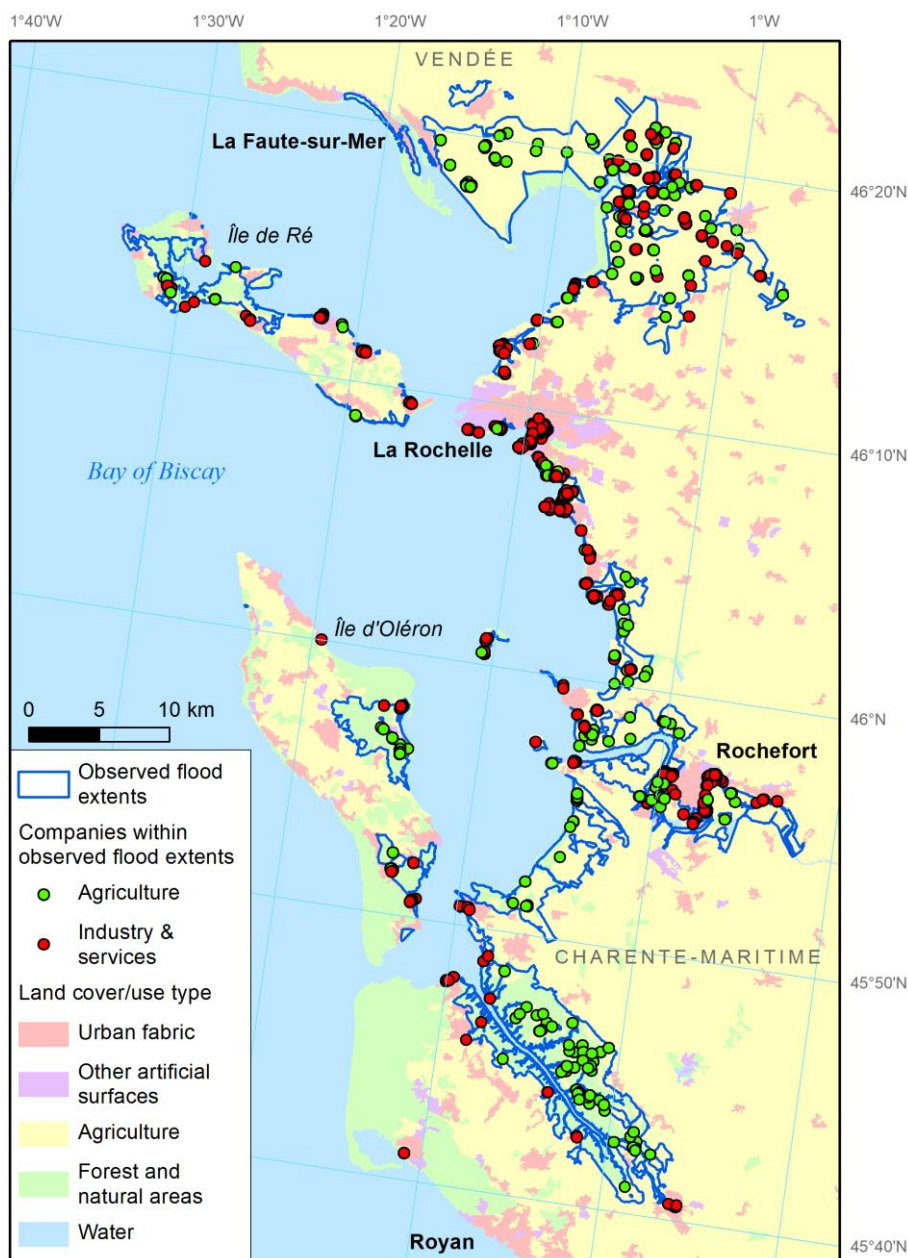 1°40'W
1°30'W
1°20'W
1°10'W
1°W
VENDÉE
La Faute-sur-Mer
46°20'N
Île de Ré
La Rochelle
46°10'N
Bay of Biscay
Île d'Oléron
0 5 10 km
46°N
Rochefort
Observed flood
extents
Companies within
observed flood extents
Agriculture
Industry &
services
CHARENTE-MARITIME
45°50'N
Land cover/use type
Urban fabric
Other artificial
surfaces
Agriculture
Forest and
natural areas
Water
Royan
45°40'N